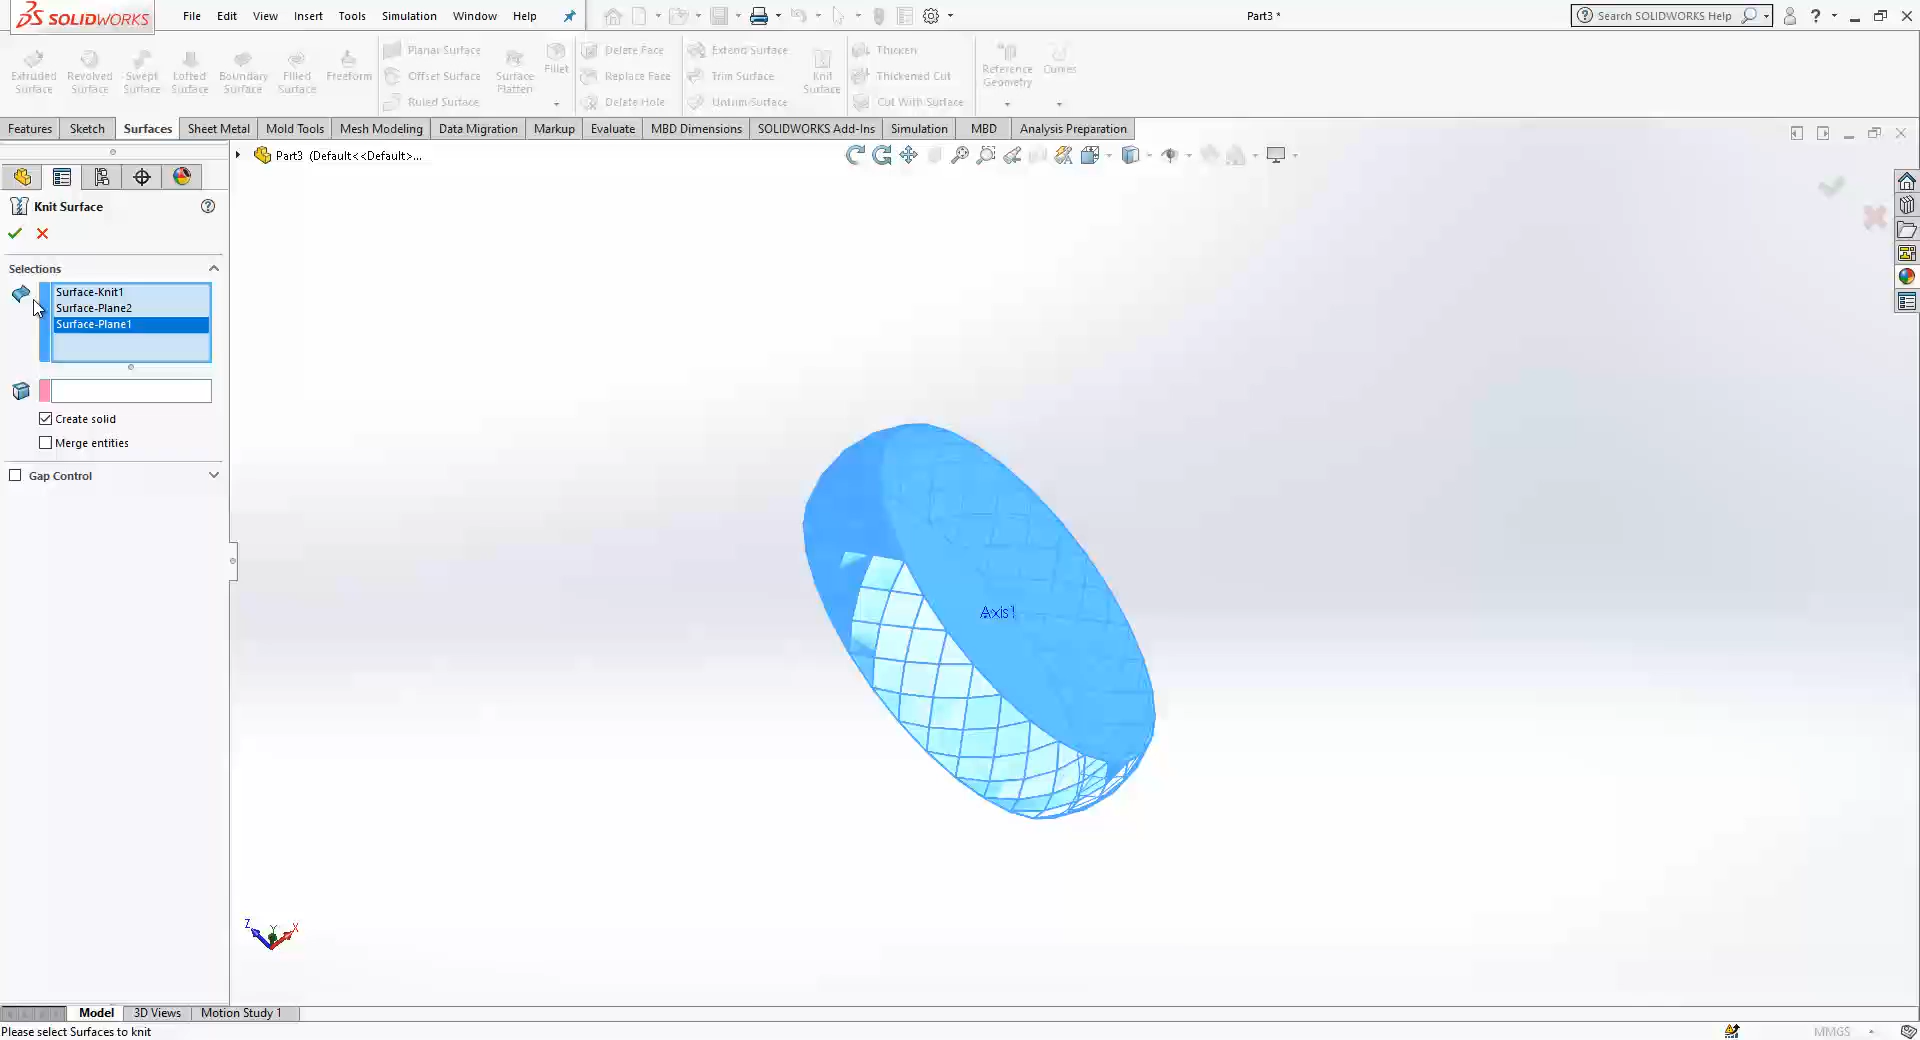 SOLIDWORKS File Edit View Insert Tools Simulation Window Help Part3 * Search SOLIDWORKS Help ?
Extruded Surface
Revolved Surface
Swept Surface
Lofted Surface
Boundary Surface
Filled Surface
Freeform
Planar Surface
Offset Surface
Ruled Surface
Surface Flatten
Fillet
Delete Face
Replace Face
Delete Hole
Extend Surface
Trim Surface
Untrim Surface
Knit Surface
Thicken
Thickened Cut
Cut With Surface
Reference Geometry
Curves
Features Sketch Surfaces Sheet Metal Mold Tools Mesh Modeling Data Migration Markup Evaluate MBD Dimensions SOLIDWORKS Add-Ins Simulation MBD Analysis Preparation
Part3 (Default<<Default>...
Knit Surface ?
Selections
Surface-Knit1
Surface-Plane2
Surface-Plane1
Create solid
Merge entities
Gap Control
Axis1
Z Y X
Model 3D Views Motion Study 1
Please select Surfaces to knit MMGS